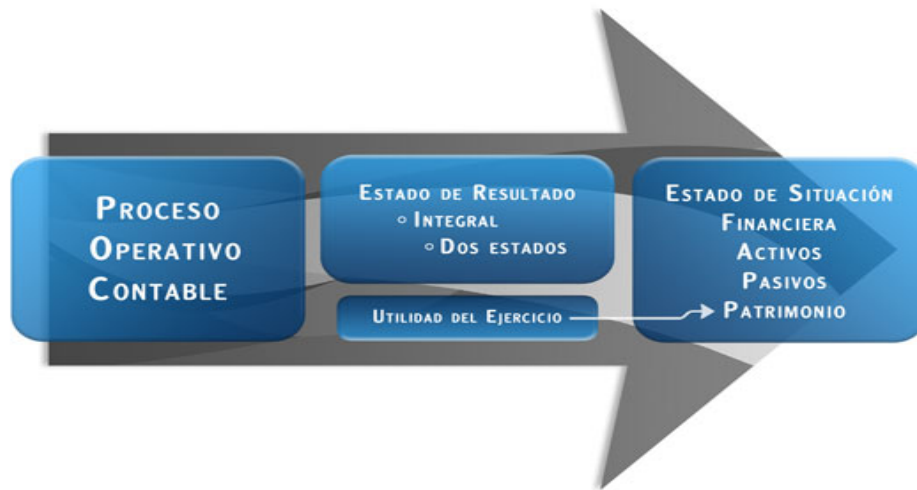 Proceso
Operativo
Contable
Estado de Resultado
Integral
Dos estados
Utilidad del Ejercicio
Estado de Situación
Financiera
Activos
Pasivos
Patrimonio